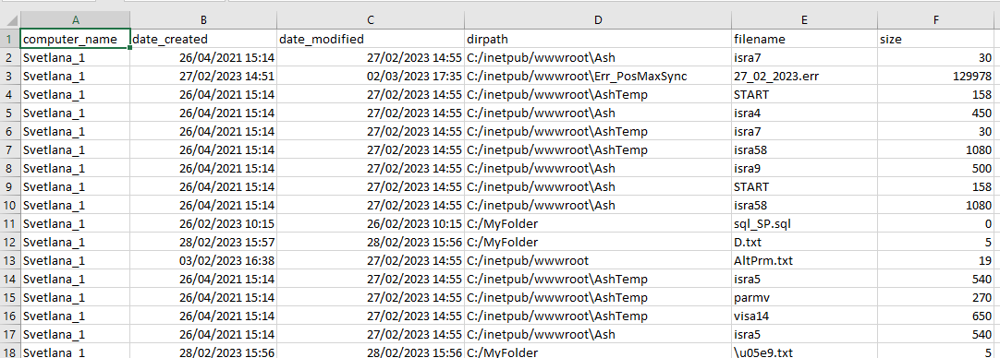 A B C D E F
1 computer_name date_created date_modified dirpath filename size
2 Svetlana_1 26/04/2021 15:14 27/02/2023 14:55 C:/inetpub/wwwroot\Ash isra7 30
3 Svetlana_1 27/02/2023 14:51 02/03/2023 17:35 C:/inetpub/wwwroot\Err_PosMaxSync 27_02_2023.err 129978
4 Svetlana_1 26/04/2021 15:14 27/02/2023 14:55 C:/inetpub/wwwroot\AshTemp START 158
5 Svetlana_1 26/04/2021 15:14 27/02/2023 14:55 C:/inetpub/wwwroot\Ash isra4 450
6 Svetlana_1 26/04/2021 15:14 27/02/2023 14:55 C:/inetpub/wwwroot\AshTemp isra7 30
7 Svetlana_1 26/04/2021 15:14 27/02/2023 14:55 C:/inetpub/wwwroot\AshTemp isra58 1080
8 Svetlana_1 26/04/2021 15:14 27/02/2023 14:55 C:/inetpub/wwwroot\Ash isra9 500
9 Svetlana_1 26/04/2021 15:14 27/02/2023 14:55 C:/inetpub/wwwroot\Ash START 158
10 Svetlana_1 26/04/2021 15:14 27/02/2023 14:55 C:/inetpub/wwwroot\Ash isra58 1080
11 Svetlana_1 26/02/2023 10:15 26/02/2023 10:15 C:/MyFolder sql_SP.sql 0
12 Svetlana_1 28/02/2023 15:57 28/02/2023 15:56 C:/MyFolder D.txt 5
13 Svetlana_1 03/02/2023 16:38 27/02/2023 14:55 C:/inetpub/wwwroot AltPrm.txt 19
14 Svetlana_1 26/04/2021 15:14 27/02/2023 14:55 C:/inetpub/wwwroot\AshTemp isra5 540
15 Svetlana_1 26/04/2021 15:14 27/02/2023 14:55 C:/inetpub/wwwroot\AshTemp parmv 270
16 Svetlana_1 26/04/2021 15:14 27/02/2023 14:55 C:/inetpub/wwwroot\AshTemp visa14 650
17 Svetlana_1 26/04/2021 15:14 27/02/2023 14:55 C:/inetpub/wwwroot\Ash isra5 540
18 Svetlana_1 28/02/2023 15:56 28/02/2023 15:56 C:/MyFolder \u05e9.txt 5